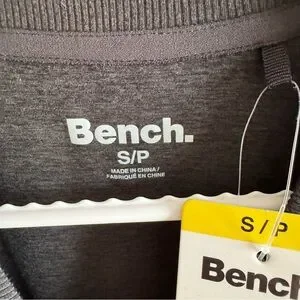 Bench.
S/P
MADE IN CHINA/
FABRIQUÉ EN CHINE
S/P
Bench